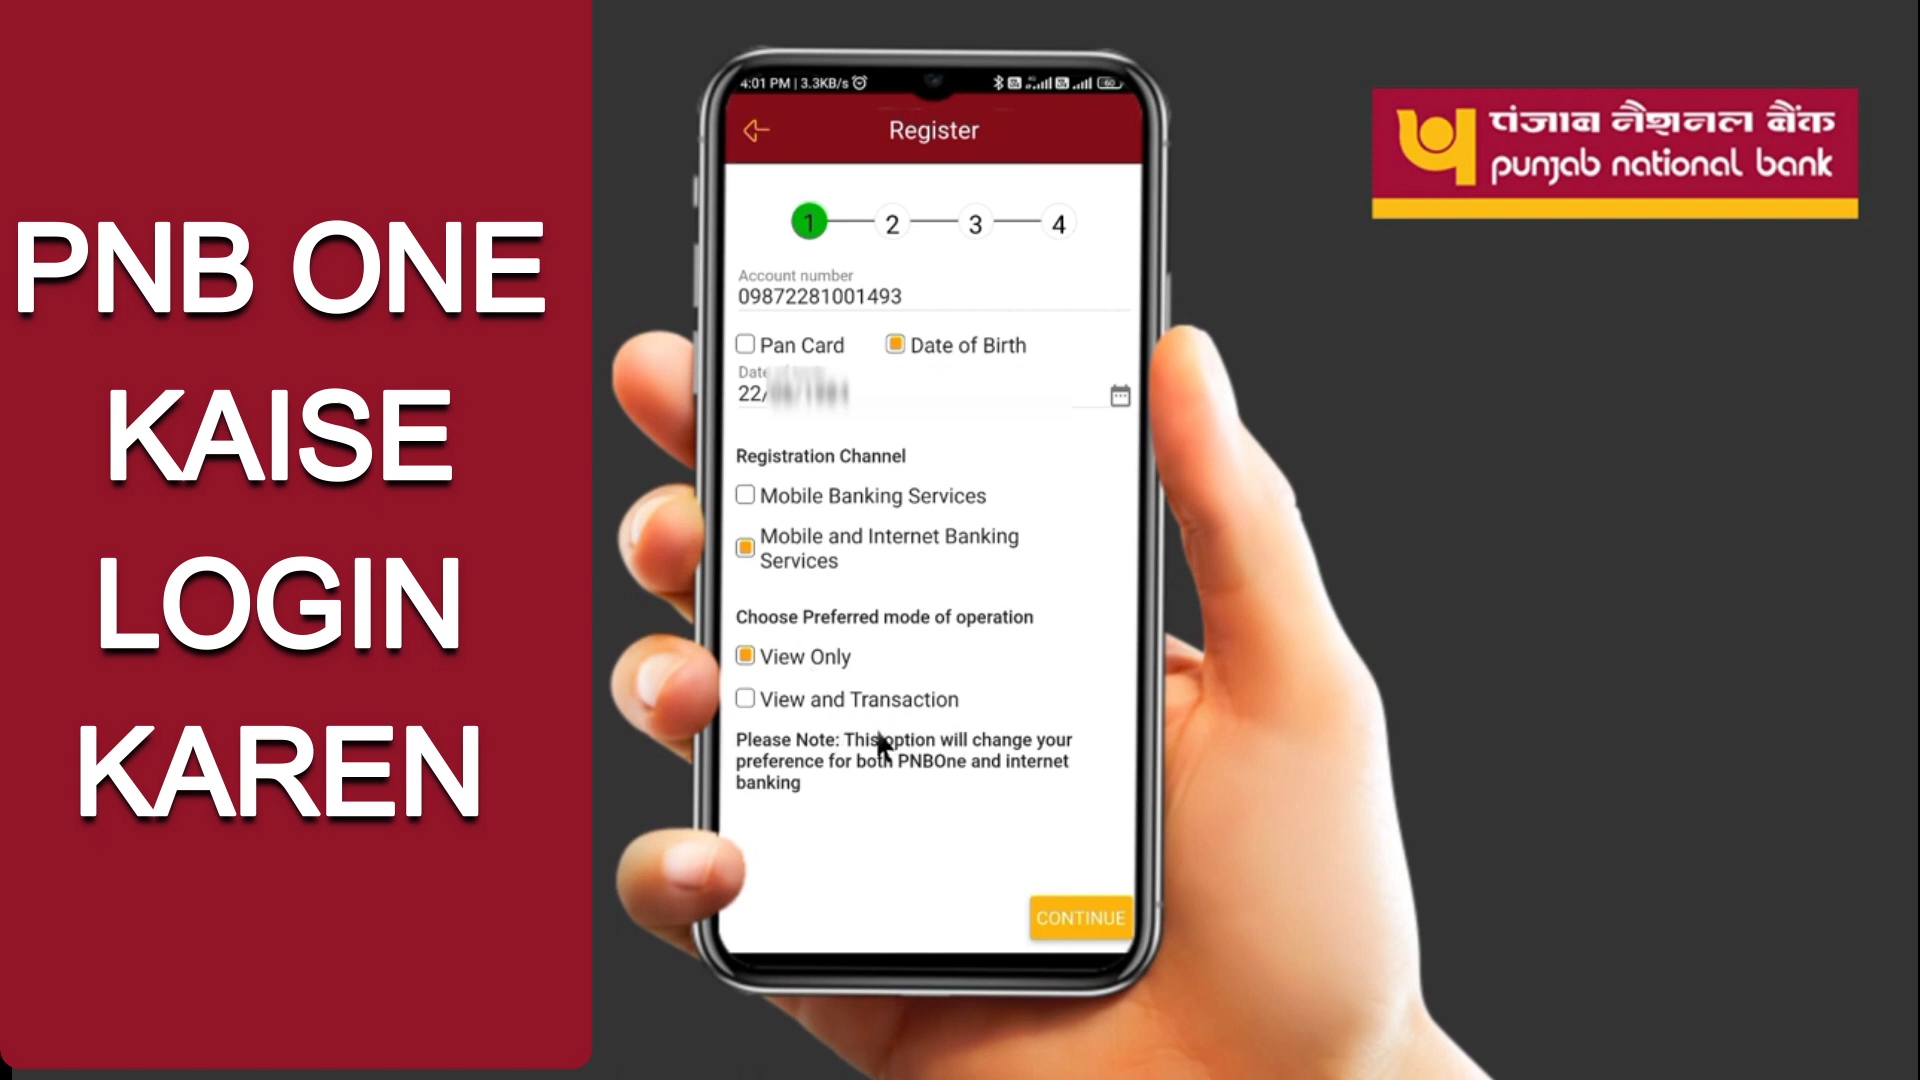 PNB ONE
KAISE
LOGIN
KAREN
4:01 PM | 3.3KB/s
60
Register
1
2
3
4
Account number
09872281001493
Pan Card
Date of Birth
Date
22/
Registration Channel
Mobile Banking Services
Mobile and Internet Banking
Services
Choose Preferred mode of operation
View Only
View and Transaction
Please Note: This option will change your
preference for both PNBOne and internet
banking
CONTINUE
पंजाब नैशनल बैंक
punjab national bank